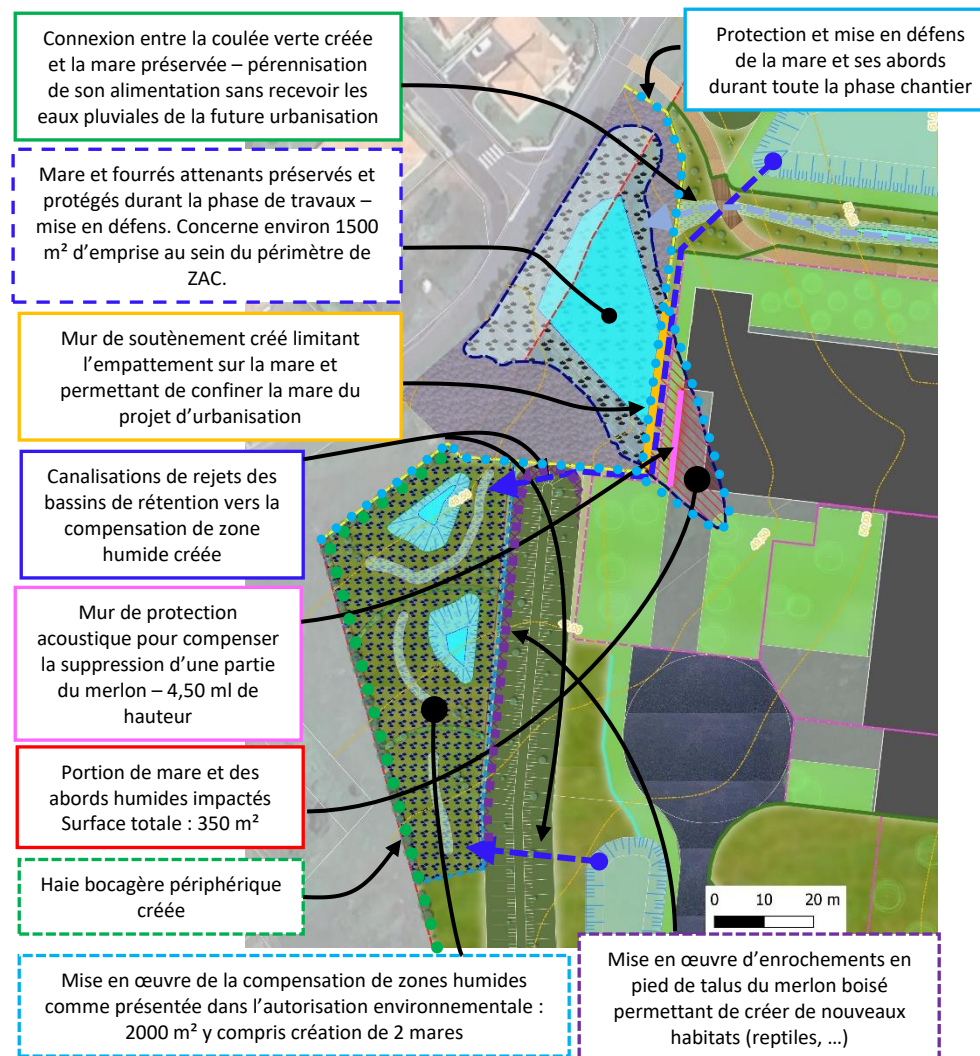 Connexion entre la coulée verte créée
et la mare préservée – pérennisation
de son alimentation sans recevoir les
eaux pluviales de la future urbanisation
Protection et mise en défens
de la mare et ses abords
durant toute la phase chantier
Mare et fourrés attenants préservés et
protégés durant la phase de travaux –
mise en défens. Concerne environ 1500
m² d’emprise au sein du périmètre de
ZAC.
Mur de soutènement créé limitant
l’empattement sur la mare et
permettant de confiner la mare du
projet d’urbanisation
Canalisations de rejets des
bassins de rétention vers la
compensation de zone
humide créée
Mur de protection
acoustique pour compenser
la suppression d’une partie
du merlon – 4,50 ml de
hauteur
Portion de mare et des
abords humides impactés
Surface totale : 350 m²
Haie bocagère périphérique
créée
0 10 20 m
Mise en œuvre de la compensation de zones humides
comme présentée dans l’autorisation environnementale :
2000 m² y compris création de 2 mares
Mise en œuvre d’enrochements en
pied de talus du merlon boisé
permettant de créer de nouveaux
habitats (reptiles, …)